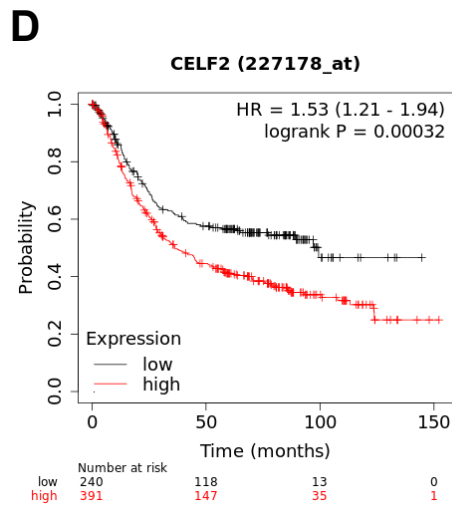 D
CELF2 (227178_at)
HR = 1.53 (1.21 - 1.94)
logrank P = 0.00032
Probability
1.0
0.8
0.6
0.4
0.2
0.0
Expression
low
high
0 50 100 150
Time (months)
Number at risk
low 240 118 13 0
high 391 147 35 1